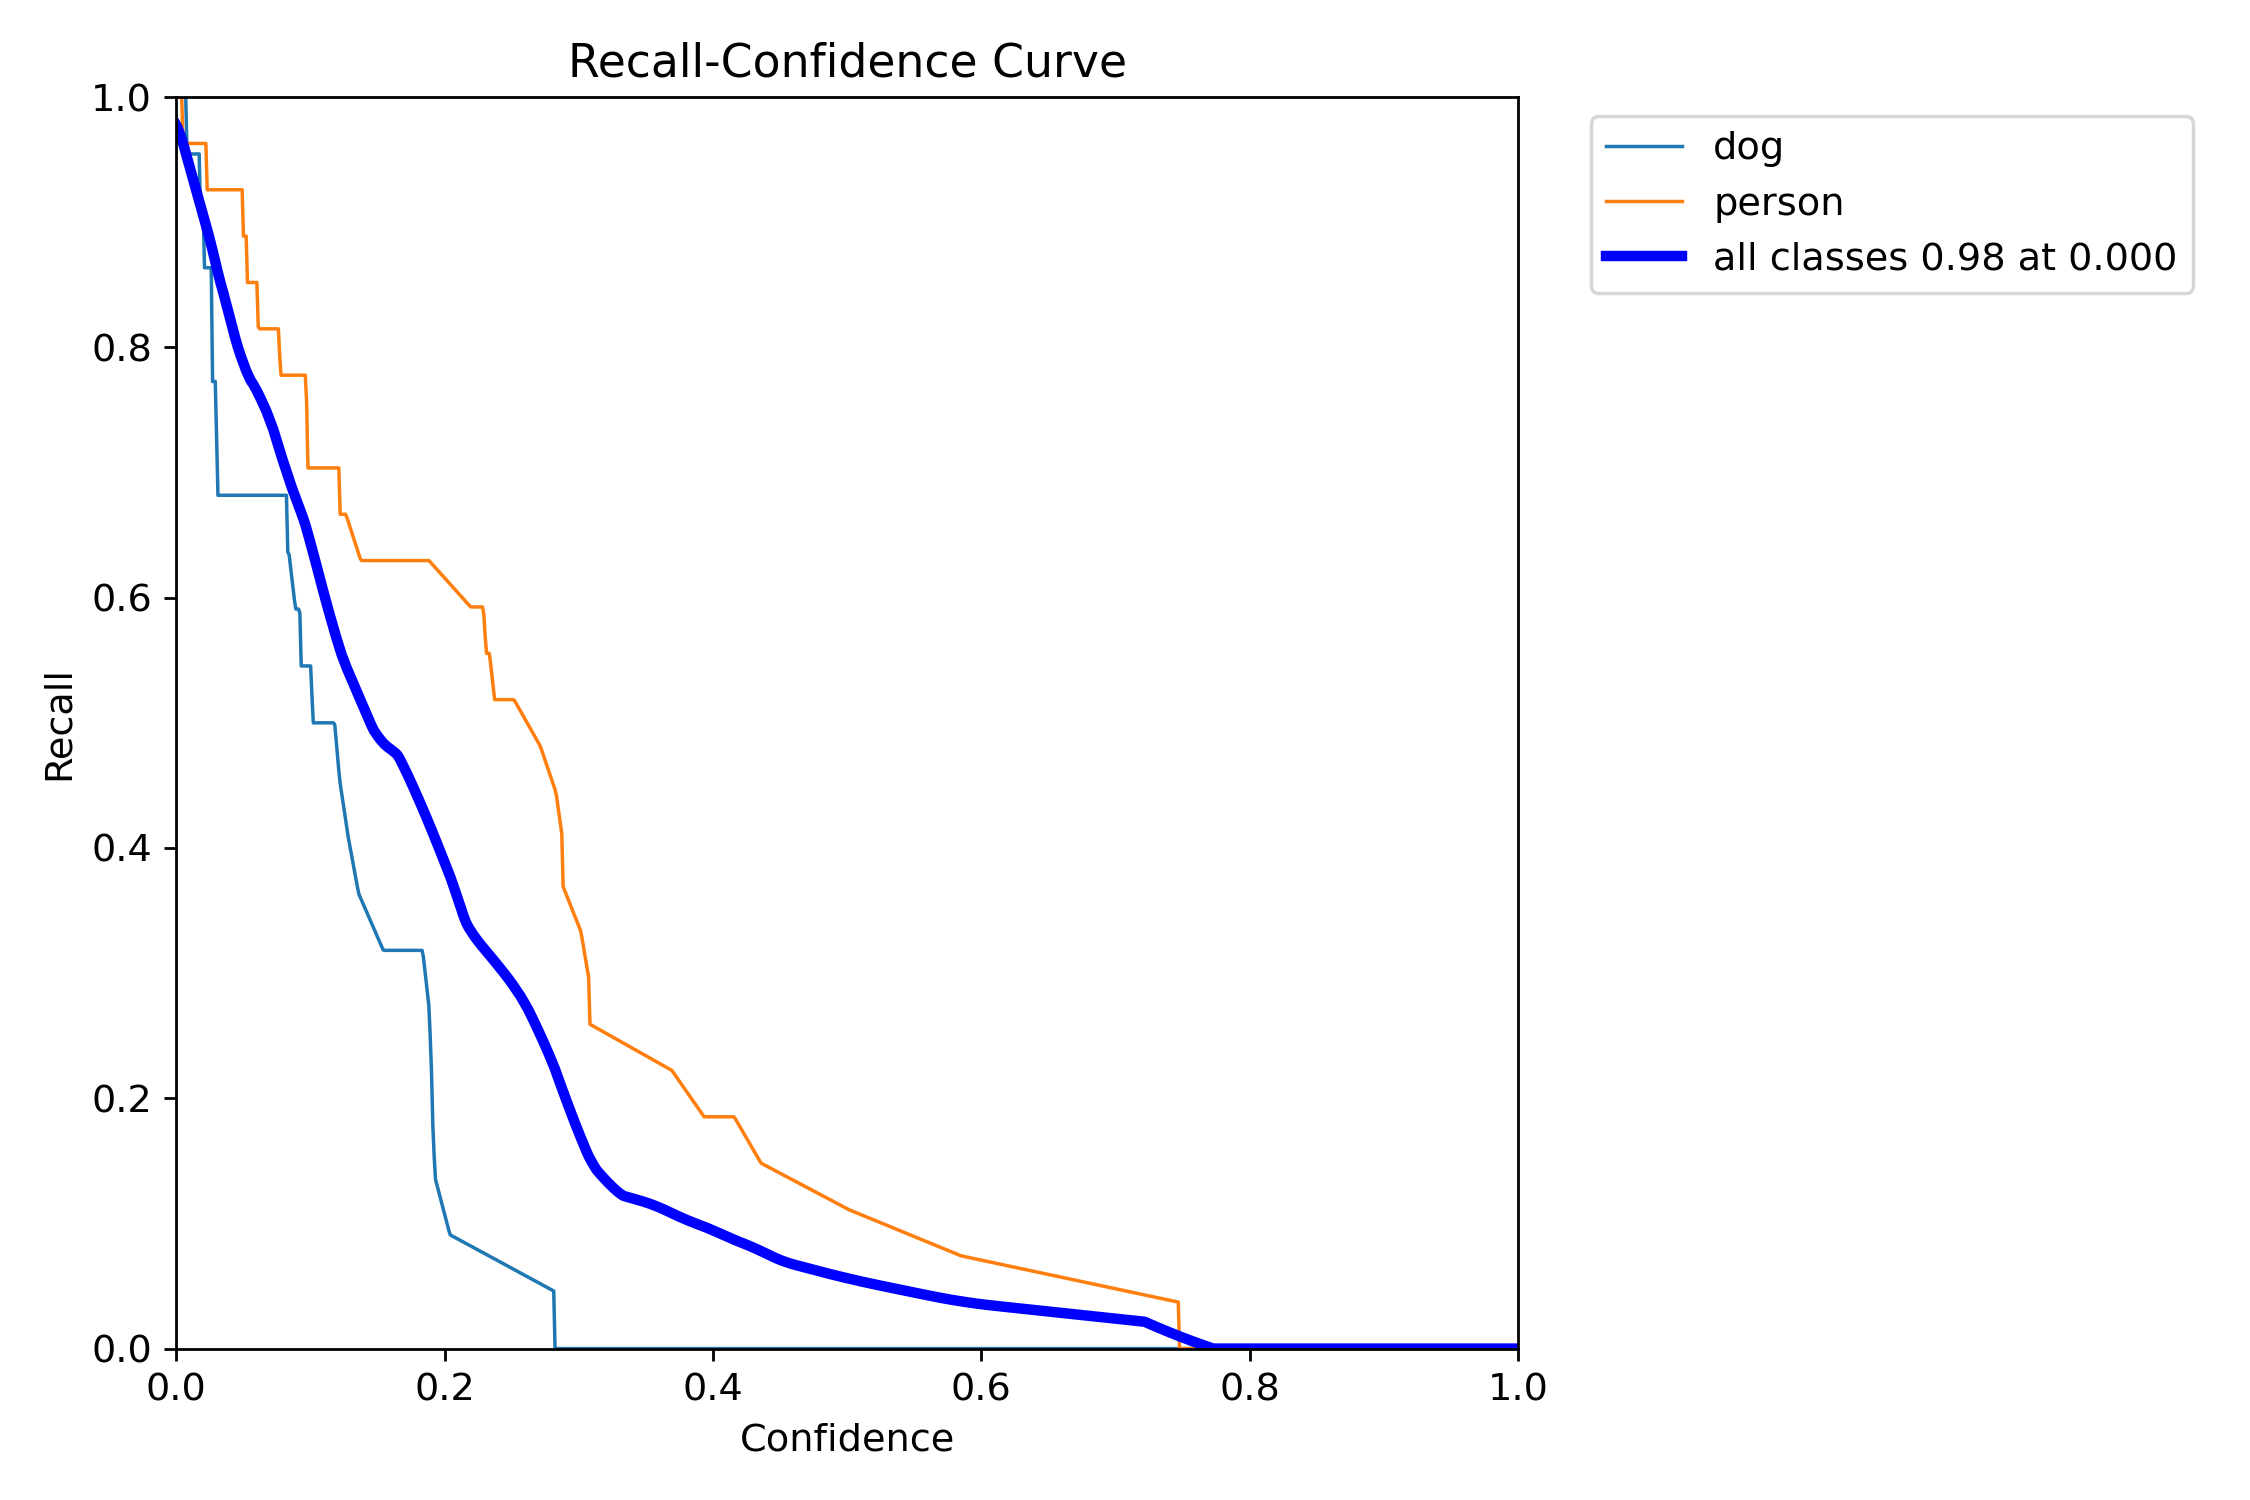 Recall-Confidence Curve
1.0
0.8
0.6
0.4
0.2
0.0
Recall
0.0 0.2 0.4 0.6 0.8 1.0
Confidence
dog
person
all classes 0.98 at 0.000